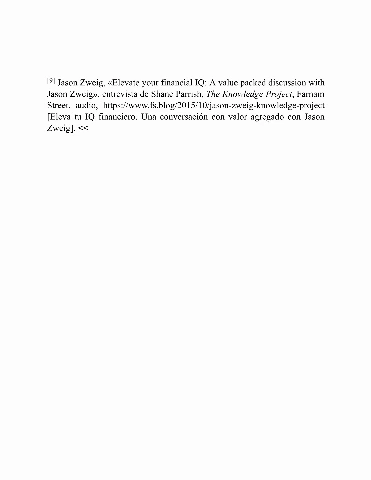 [9] Jason Zweig, «Elevate your financial IQ: A value packed discussion with
Jason Zweig», entrevista de Shane Parrish, The Knowledge Project, Farnam
Street, audio, https://www.fs.blog/2015/10/jason-zweig-knowledge-project
[Eleva tu IQ financiero. Una conversación con valor agregado con Jason
Zweig]. <<